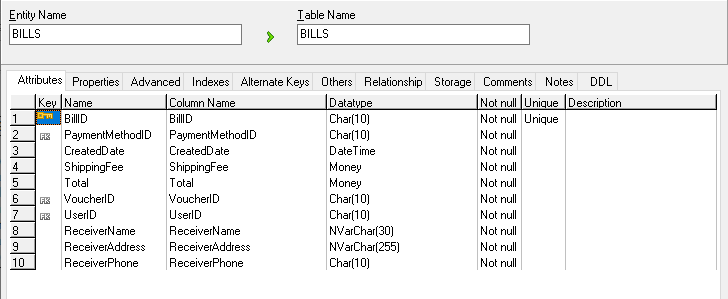 Entity Name Table Name
BILLS BILLS
Attributes Properties Advanced Indexes Alternate Keys Others Relationship Storage Comments Notes DDL
Key Name Column Name Datatype Not null Unique Description
1 BillID BillID Char(10) Not null Unique
2 FK PaymentMethodID PaymentMethodID Char(10) Not null
3 CreatedDate CreatedDate DateTime Not null
4 ShippingFee ShippingFee Money Not null
5 Total Total Money Not null
6 FK VoucherID VoucherID Char(10) Not null
7 FK UserID UserID Char(10) Not null
8 ReceiverName ReceiverName NVarChar(30) Not null
9 ReceiverAddress ReceiverAddress NVarChar(255) Not null
10 ReceiverPhone ReceiverPhone Char(10) Not null